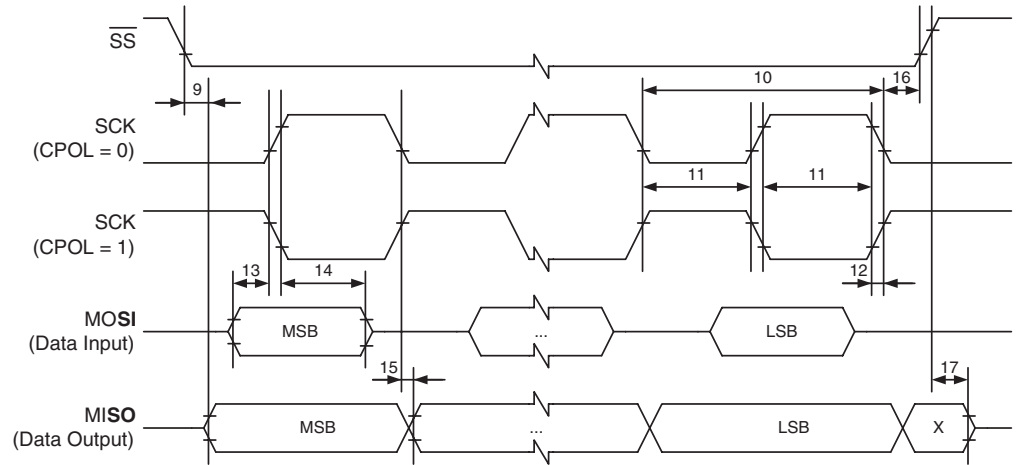 SS
10
9
16
SCK
(CPOL = 0)
11
11
SCK
(CPOL = 1)
13
14
12
MOSI
(Data Input)
MSB
...
LSB
15
17
MISO
(Data Output)
MSB
...
LSB
X